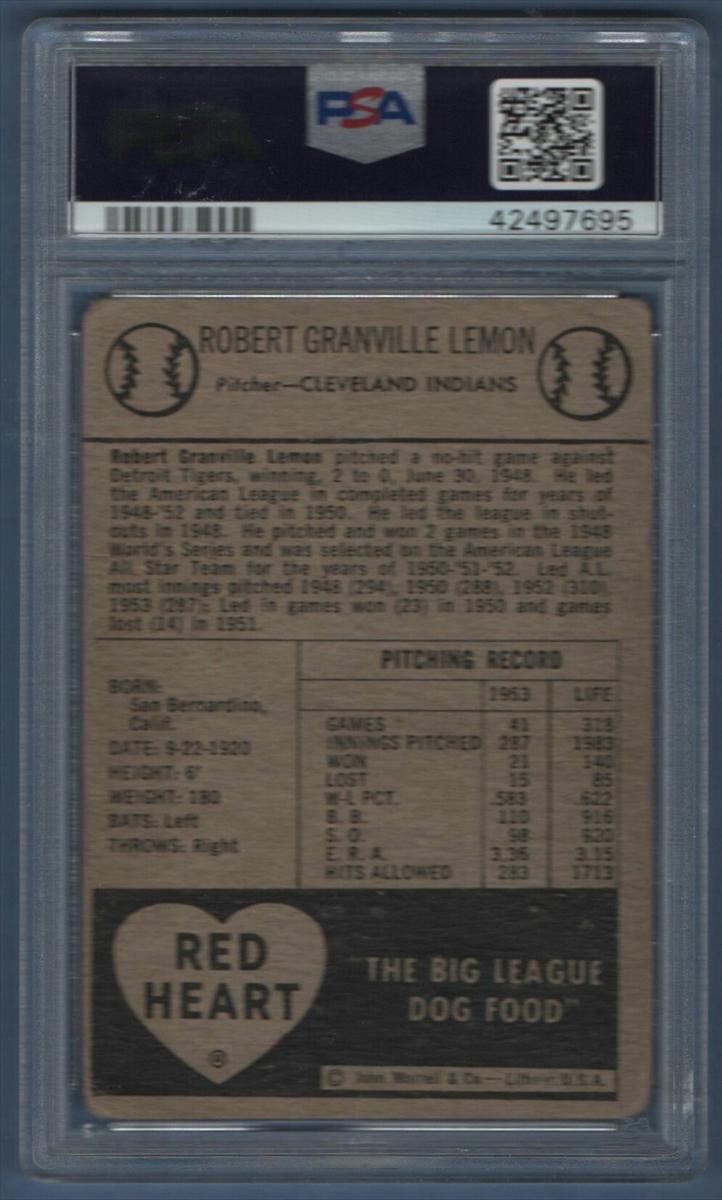 PSA
42497695
ROBERT GRANVILLE LEMON
Pitcher—CLEVELAND INDIANS
Robert Granville Lemon pitched a no-hit game against
Detroit Tigers, winning, 2 to 0, June 30, 1948. He led
the American League in completed games for years of
1948-'52 and tied in 1950. He led the league in shut-
outs in 1948. He pitched and won 2 games in the 1948
World's Series and was selected on the American League
All Star Team for the years of 1950-'51-'52. Led A.L.
most innings pitched 1948 (294), 1950 (288), 1952 (310),
1953 (287); Led in games won (23) in 1950 and games
lost (14) in 1951.
BORN:
San Bernardino,
Calif.
DATE: 9-22-1920
HEIGHT: 6'
WEIGHT: 180
BATS: Left
THROWS: Right
PITCHING RECORD
1953 LIFE
GAMES 41 318
INNINGS PITCHED 287 1983
WON 21 140
LOST 15 85
W-L PCT. .583 .622
B. B. 110 916
S. O. 98 620
E. R. A. 3.36 3.15
HITS ALLOWED 283 1713
RED
HEART
®
"THE BIG LEAGUE
DOG FOOD"
© John Morrell & Co.—Litho in U.S.A.